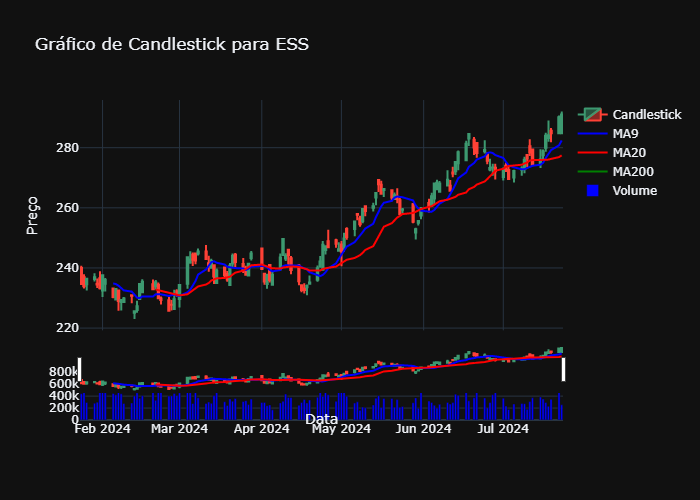 Gráfico de Candlestick para ESS
Candlestick
MA9
MA20
MA200
Volume
Preço
280
260
240
220
800k
600k
400k
200k
0
Data
Feb 2024
Mar 2024
Apr 2024
May 2024
Jun 2024
Jul 2024